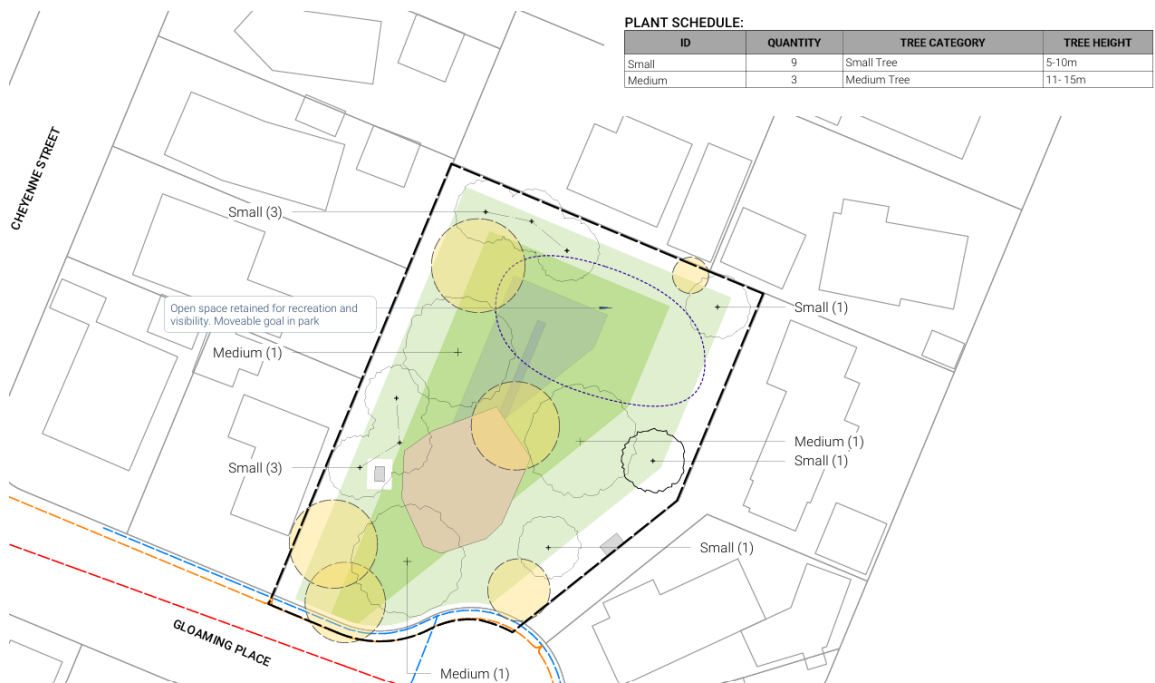 PLANT SCHEDULE:
ID QUANTITY TREE CATEGORY TREE HEIGHT
Small 9 Small Tree 5-10m
Medium 3 Medium Tree 11- 15m
CHEYENNE STREET
Small (3)
Open space retained for recreation and
visibility. Moveable goal in park
Small (1)
Medium (1)
Medium (1)
Small (1)
Small (3)
Small (1)
GLOAMING PLACE
Medium (1)